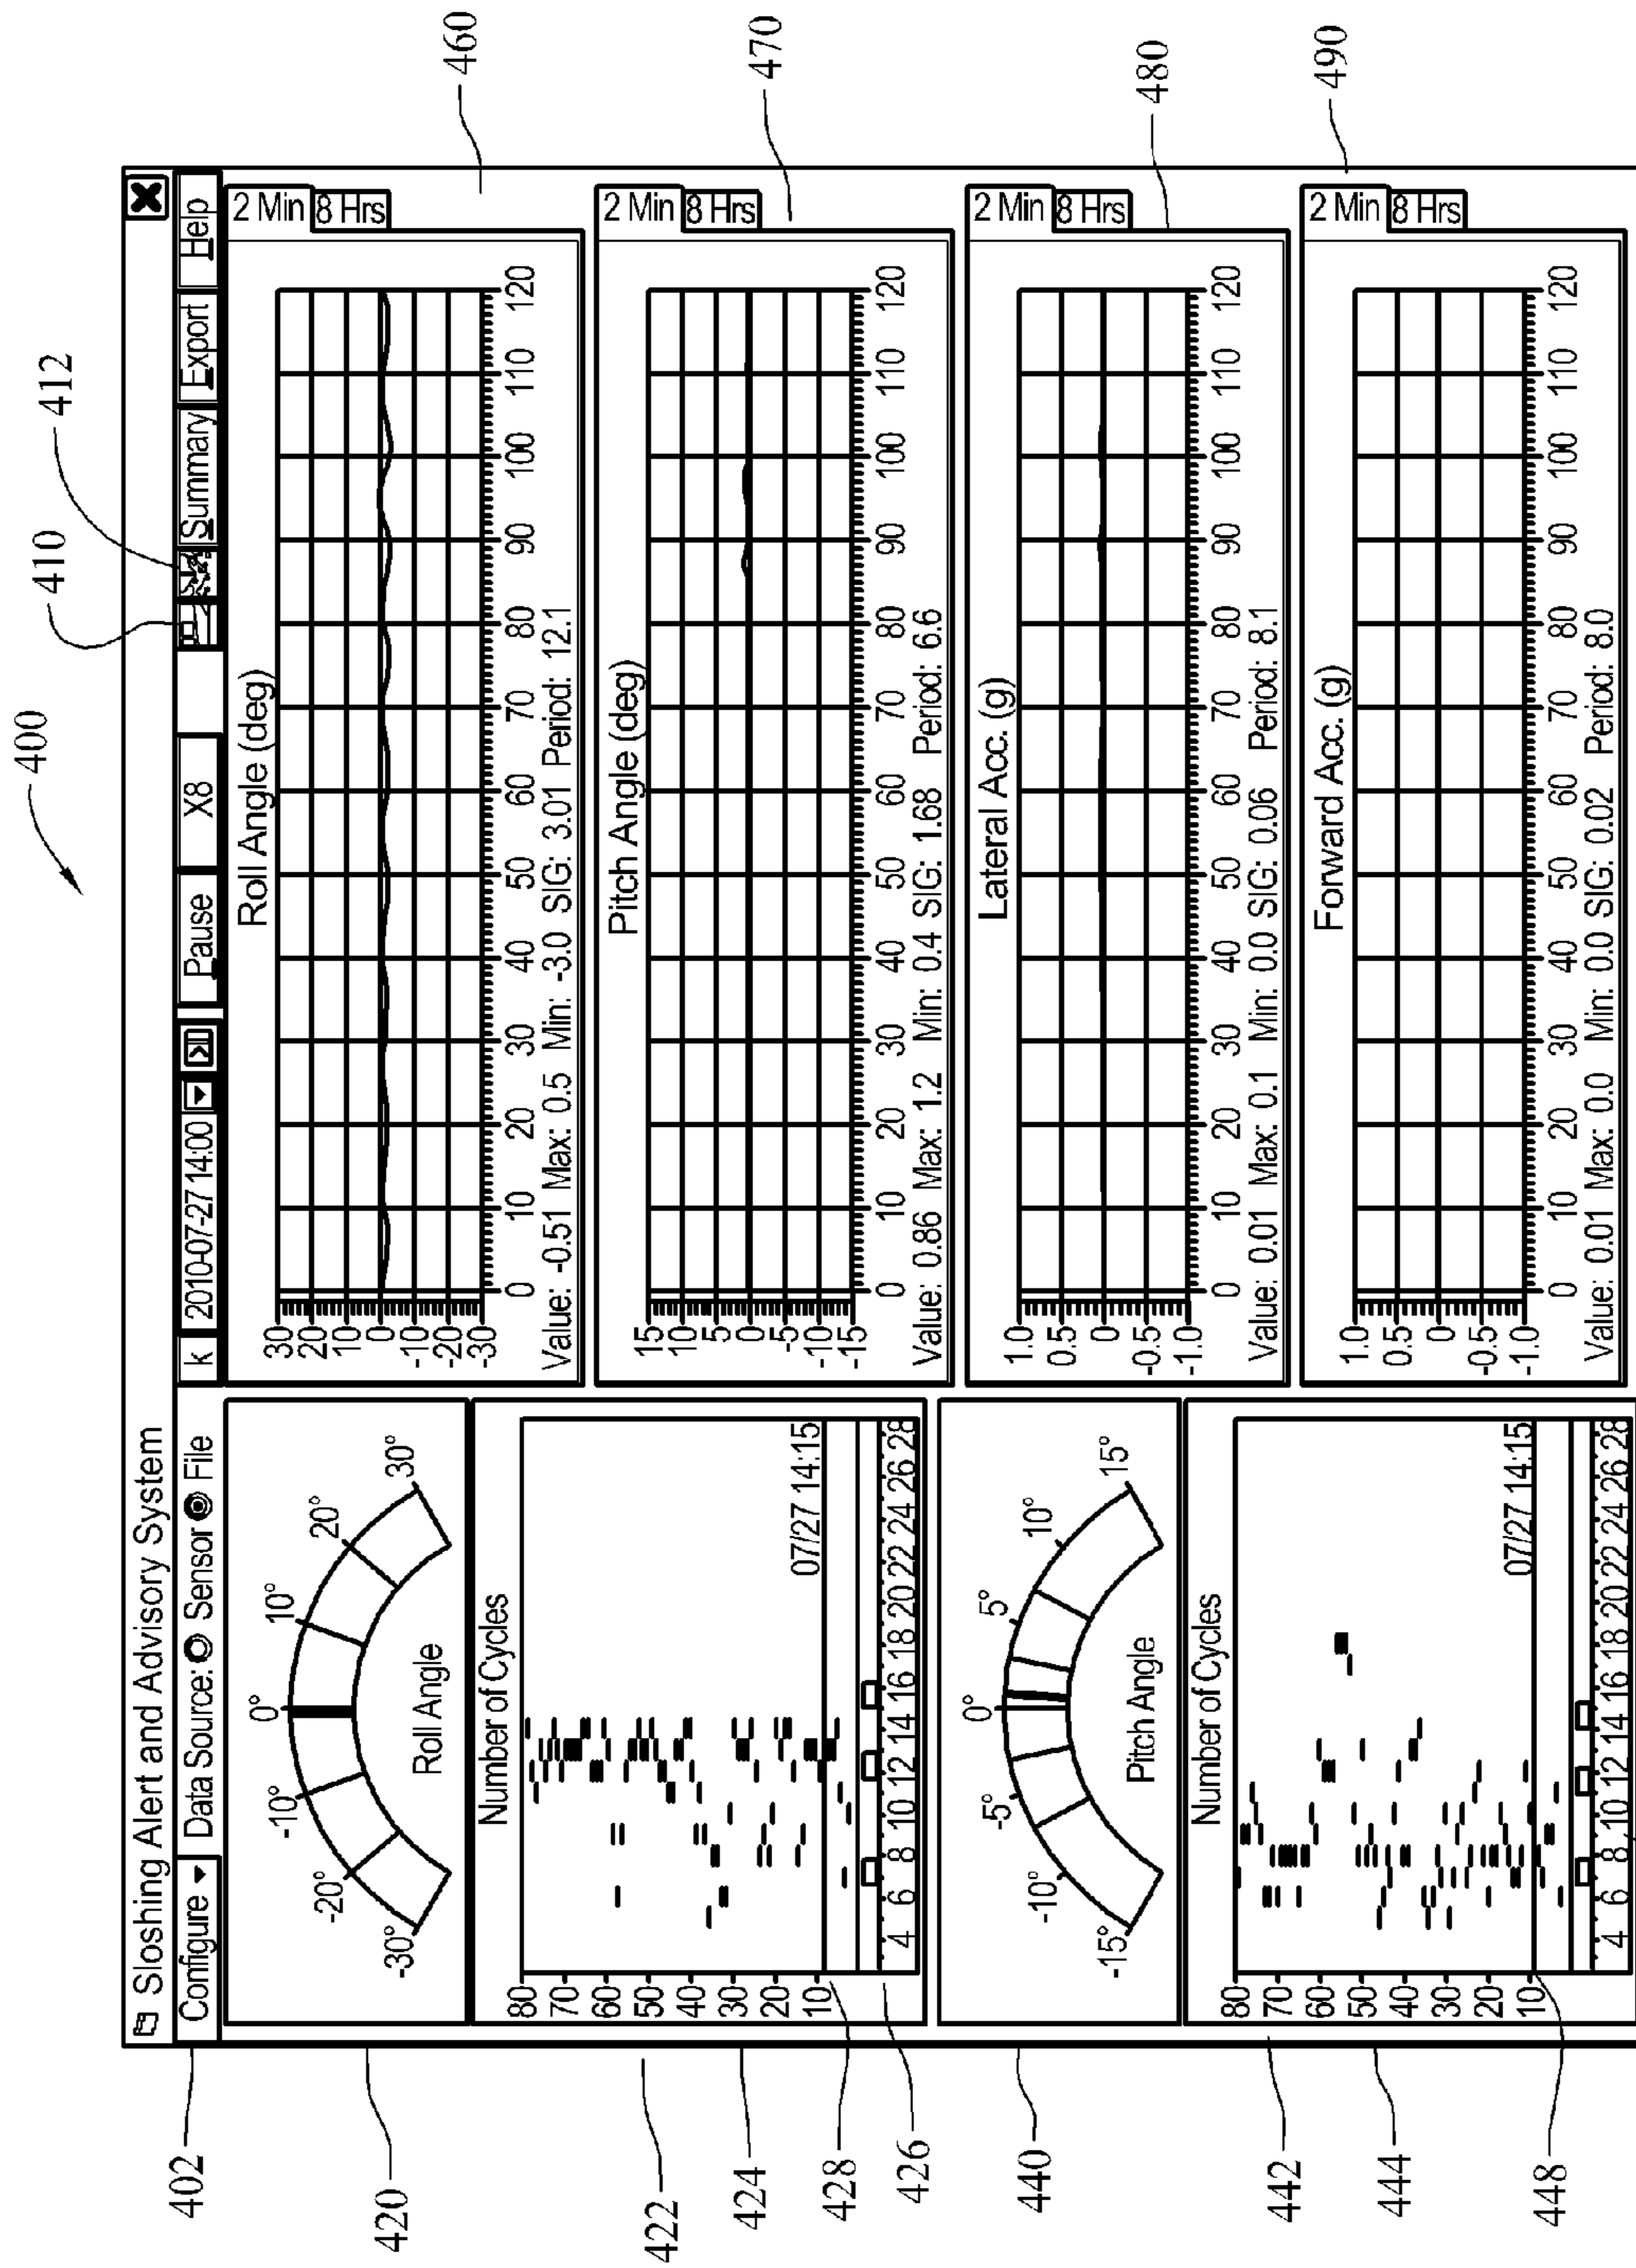 400
410
412
Sloshing Alert and Advisory System
402
Configure
Data Source: Sensor File
k
2010-07-27 14:00
Pause
X8
Summary
Export
Help
420
-30°
-20°
-10°
0°
10°
20°
30°
Roll Angle
422
424
Number of Cycles
80
70
60
50
40
30
20
10
07/27 14:15
428
426
4 6 8 10 12 14 16 18 20 22 24 26 28
440
-15°
-10°
-5°
0°
5°
10°
15°
Pitch Angle
442
444
Number of Cycles
80
70
60
50
40
30
20
10
07/27 14:15
448
4 6 8 10 12 14 16 18 20 22 24 26 28
Roll Angle (deg)
2 Min
8 Hrs
460
30
20
10
0
-10
-20
-30
0 10 20 30 40 50 60 70 80 90 100 110 120
Value: -0.51 Max: 0.5 Min: -3.0 SIG: 3.01 Period: 12.1
Pitch Angle (deg)
2 Min
8 Hrs
470
15
10
5
0
-5
-10
-15
0 10 20 30 40 50 60 70 80 90 100 110 120
Value: 0.86 Max: 1.2 Min: 0.4 SIG: 1.68 Period: 6.6
Lateral Acc. (g)
2 Min
8 Hrs
480
1.0
0.5
0
-0.5
-1.0
0 10 20 30 40 50 60 70 80 90 100 110 120
Value: 0.01 Max: 0.1 Min: 0.0 SIG: 0.06 Period: 8.1
Forward Acc. (g)
2 Min
8 Hrs
490
1.0
0.5
0
-0.5
-1.0
0 10 20 30 40 50 60 70 80 90 100 110 120
Value: 0.01 Max: 0.0 Min: 0.0 SIG: 0.02 Period: 8.0